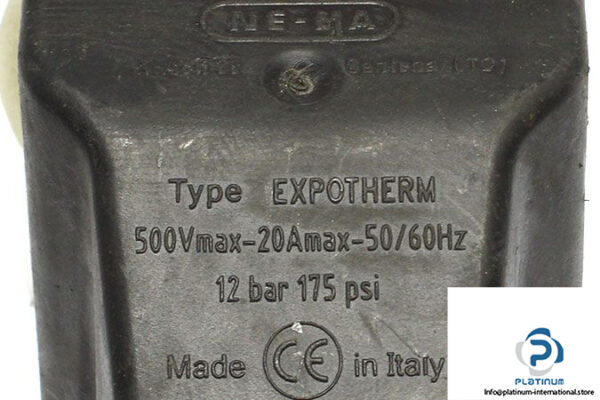 NE-MA
(TO)
Type EXPOTHERM
500Vmax-20Amax-50/60Hz
12 bar 175 psi
Made CE in Italy
PLATINUM
Info@platinum-international.store